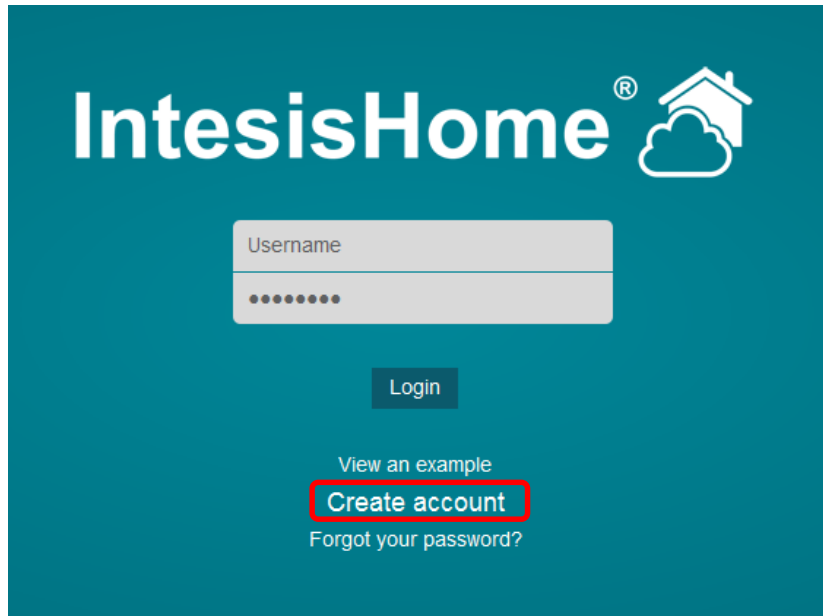 IntesisHome®
Username
••••••••
Login
View an example
Create account
Forgot your password?